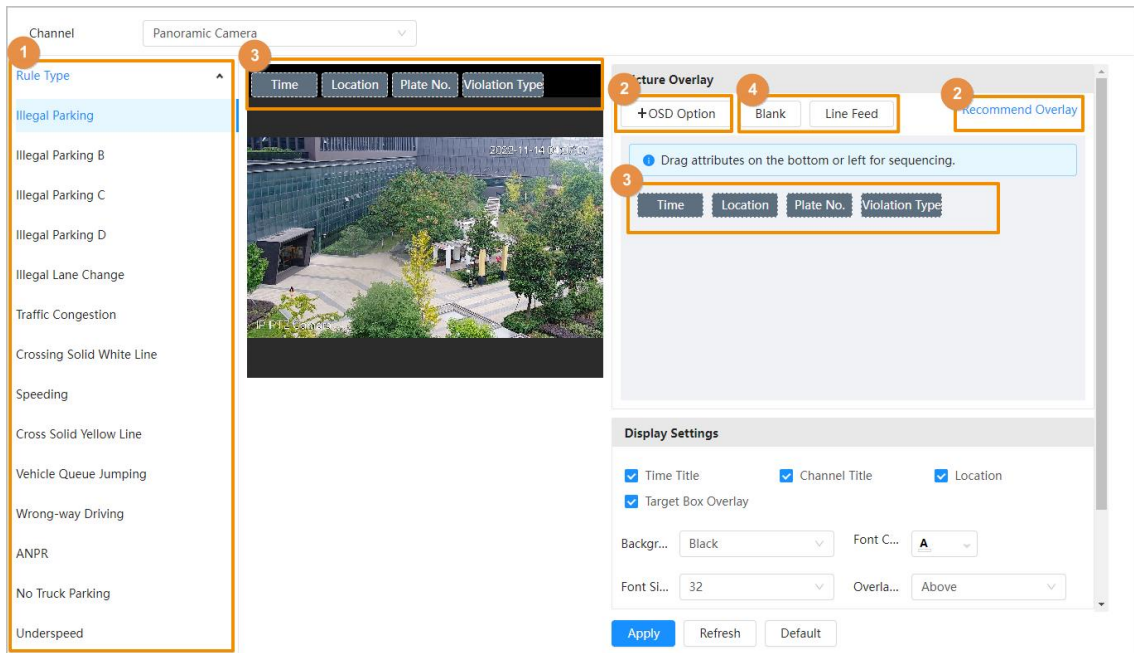 Channel Panoramic Camera
1
Rule Type
Illegal Parking
Illegal Parking B
Illegal Parking C
Illegal Parking D
Illegal Lane Change
Traffic Congestion
Crossing Solid White Line
Speeding
Cross Solid Yellow Line
Vehicle Queue Jumping
Wrong-way Driving
ANPR
No Truck Parking
Underspeed
3
Time Location Plate No. Violation Type
2022-11-14
Picture Overlay
2 4 2
+OSD Option Blank Line Feed Recommend Overlay
Drag attributes on the bottom or left for sequencing.
3
Time Location Plate No. Violation Type
Display Settings
Time Title Channel Title Location
Target Box Overlay
Backgr... Black Font C... A
Font Si... 32 Overla... Above
Apply Refresh Default